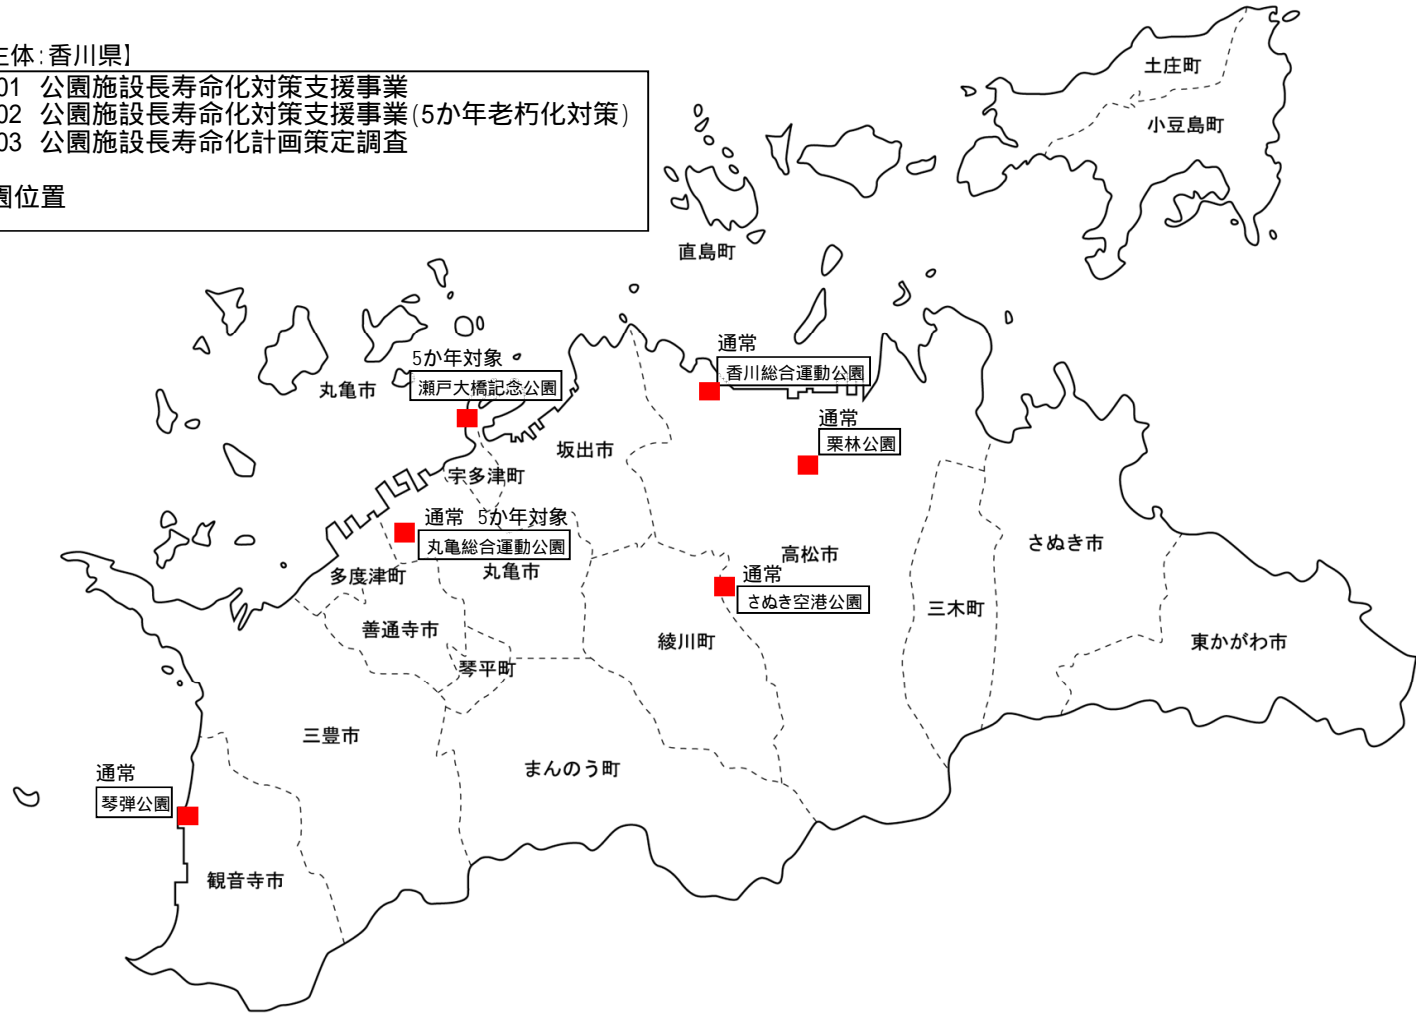 主体:香川県】
01 公園施設長寿命化対策支援事業
02 公園施設長寿命化対策支援事業(5か年老朽化対策)
03 公園施設長寿命化計画策定調査
園位置
土庄町
小豆島町
直島町
通常
香川総合運動公園
5か年対象
瀬戸大橋記念公園
丸亀市
通常
栗林公園
坂出市
宇多津町
通常 5か年対象
丸亀総合運動公園
丸亀市
高松市
さぬき市
多度津町
通常
さぬき空港公園
三木町
善通寺市
綾川町
東かがわ市
琴平町
三豊市
まんのう町
通常
琴弾公園
観音寺市